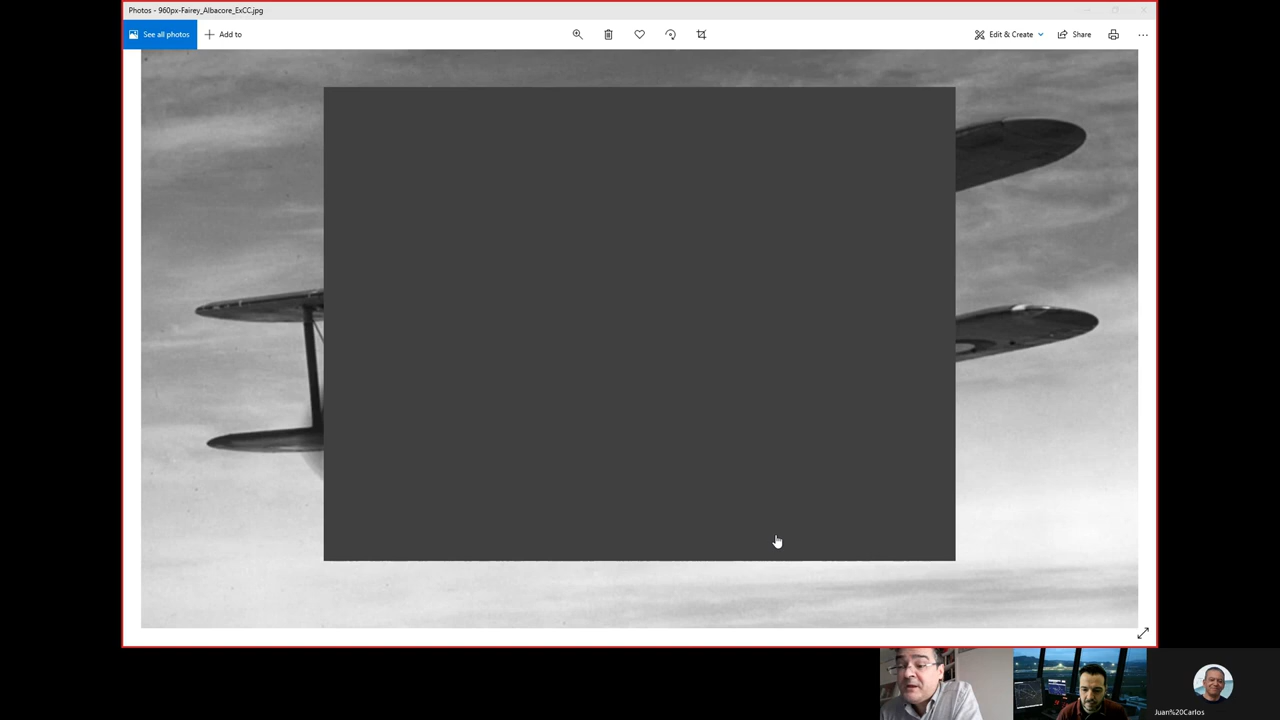 Photos - 960px-Fairey_Albacore_ExCC.jpg
See all photos
Add to
Edit & Create
Share
Juan%20Carlos